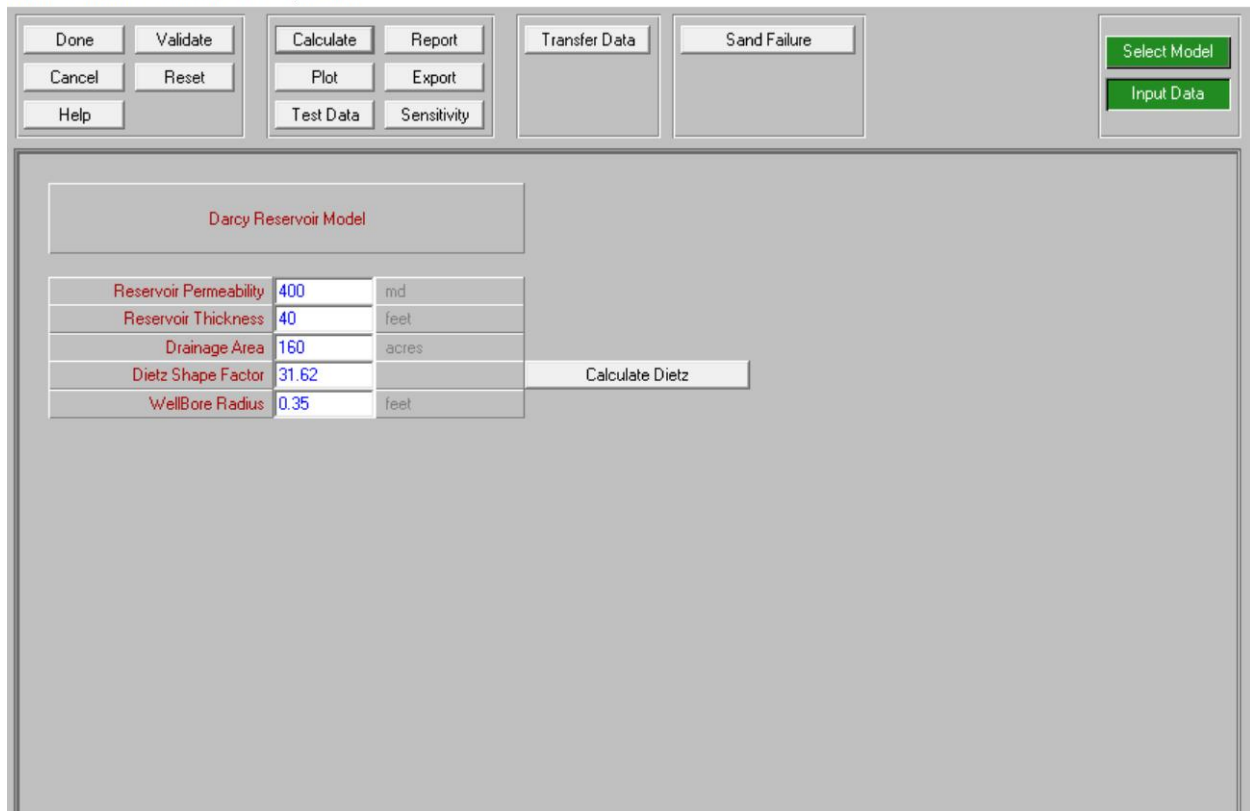 Done Validate Calculate Report Transfer Data Sand Failure Select Model
Cancel Reset Plot Export Input Data
Help Test Data Sensitivity
Darcy Reservoir Model
Reservoir Permeability 400 md
Reservoir Thickness 40 feet
Drainage Area 160 acres
Dietz Shape Factor 31.62 Calculate Dietz
WellBore Radius 0.35 feet